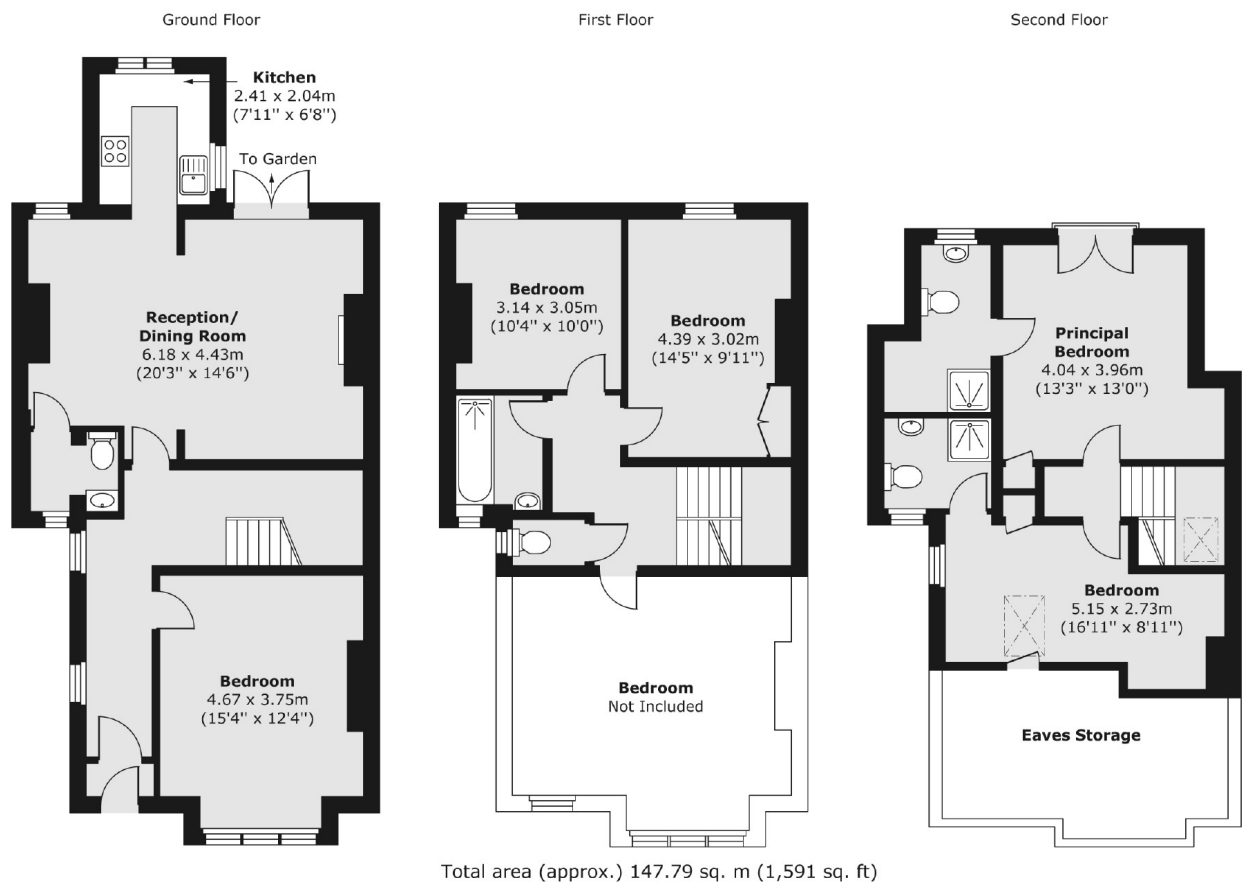 Ground Floor
First Floor
Second Floor
Kitchen
2.41 x 2.04m
(7'11" x 6'8")
To Garden
Reception/
Dining Room
6.18 x 4.43m
(20'3" x 14'6")
Bedroom
4.67 x 3.75m
(15'4" x 12'4")
Bedroom
3.14 x 3.05m
(10'4" x 10'0")
Bedroom
4.39 x 3.02m
(14'5" x 9'11")
Bedroom
Not Included
Principal
Bedroom
4.04 x 3.96m
(13'3" x 13'0")
Bedroom
5.15 x 2.73m
(16'11" x 8'11")
Eaves Storage
Total area (approx.) 147.79 sq. m (1,591 sq. ft)